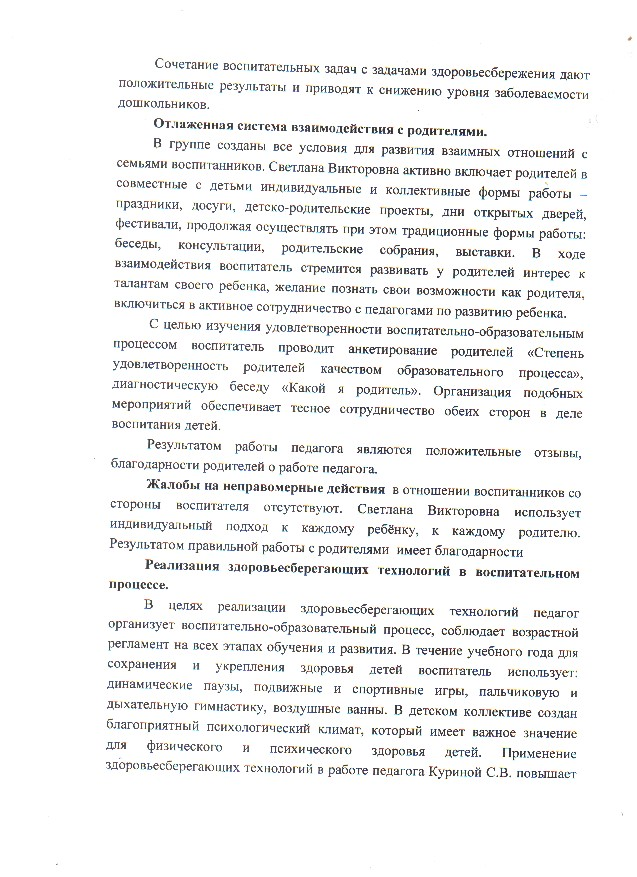 Сочетание воспитательных задач с задачами здоровьесбережения дают
положительные результаты и приводят к снижению уровня заболеваемости
дошкольников.
Отлаженная система взаимодействия с родителями.
В группе созданы все условия для развития взаимных отношений с
семьями воспитанников. Светлана Викторовна активно включает родителей в
совместные с детьми индивидуальные и коллективные формы работы –
праздники, досуги, детско-родительские проекты, дни открытых дверей,
фестивали, продолжая осуществлять при этом традиционные формы работы:
беседы, консультации, родительские собрания, выставки. В ходе
взаимодействия воспитатель стремится развивать у родителей интерес к
талантам своего ребенка, желание познать свои возможности как родителя,
включиться в активное сотрудничество с педагогами по развитию ребенка.
С целью изучения удовлетворенности воспитательно-образовательным
процессом воспитатель проводит анкетирование родителей «Степень
удовлетворенность родителей качеством образовательного процесса»,
диагностическую беседу «Какой я родитель». Организация подобных
мероприятий обеспечивает тесное сотрудничество обеих сторон в деле
воспитания детей.
Результатом работы педагога являются положительные отзывы,
благодарности родителей о работе педагога.
Жалобы на неправомерные действия в отношении воспитанников со
стороны воспитателя отсутствуют. Светлана Викторовна использует
индивидуальный подход к каждому ребёнку, к каждому родителю.
Результатом правильной работы с родителями имеет благодарности
Реализация здоровьесберегающих технологий в воспитательном
процессе.
В целях реализации здоровьесберегающих технологий педагог
организует воспитательно-образовательный процесс, соблюдает возрастной
регламент на всех этапах обучения и развития. В течение учебного года для
сохранения и укрепления здоровья детей воспитатель использует:
динамические паузы, подвижные и спортивные игры, пальчиковую и
дыхательную гимнастику, воздушные ванны. В детском коллективе создан
благоприятный психологический климат, который имеет важное значение
для физического и психического здоровья детей. Применение
здоровьесберегающих технологий в работе педагога Куриной С.В. повышает